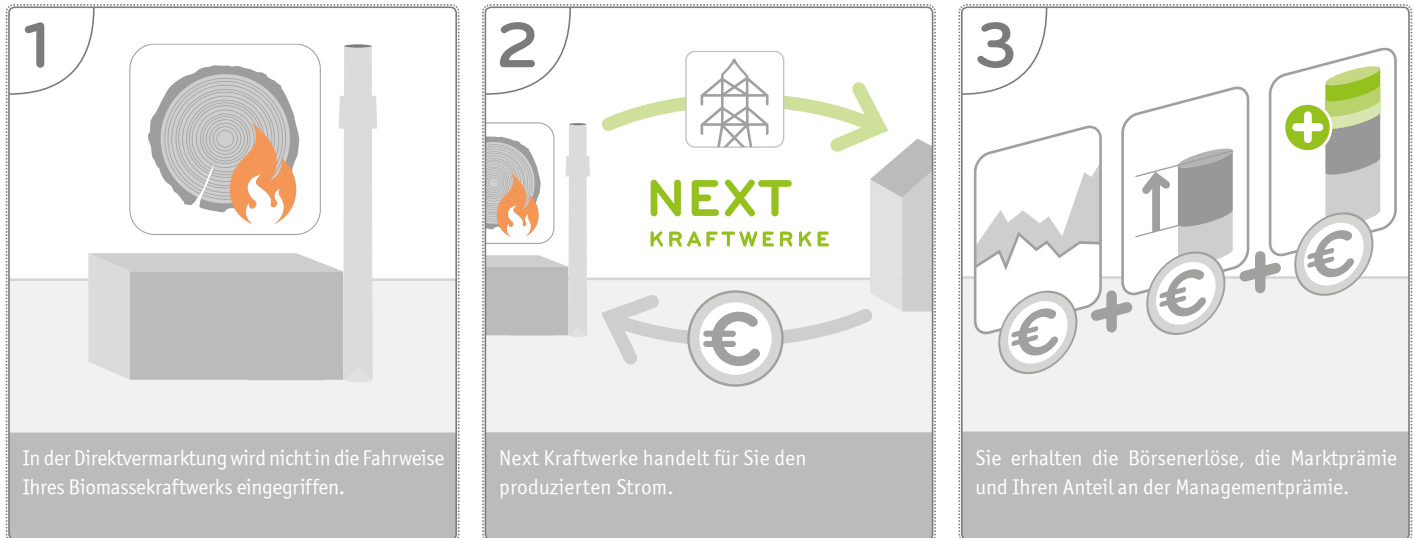 1
In der Direktvermarktung wird nicht in die Fahrweise
Ihres Biomassekraftwerks eingegriffen.
2
NEXT
KRAFTWERKE
€
Next Kraftwerke handelt für Sie den
produzierten Strom.
3
€ + € + €
+
Sie erhalten die Börsenerlöse, die Marktprämie
und Ihren Anteil an der Managementprämie.